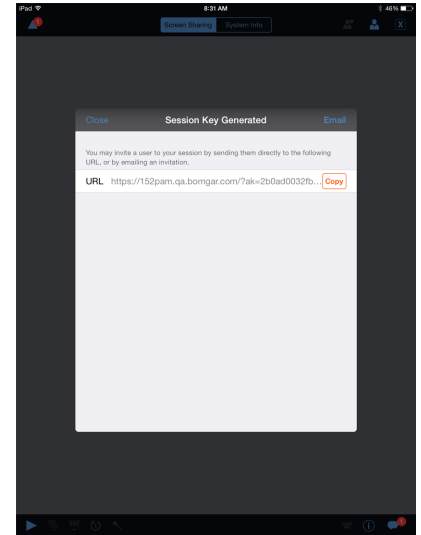 iPad 8:31 AM 46%
1
Screen Sharing System Info X
Close Session Key Generated Email
You may invite a user to your session by sending them directly to the following
URL, or by emailing an invitation.
URL https://152pam.qa.bomgar.com/?ak=2b0ad0032fb... Copy
1